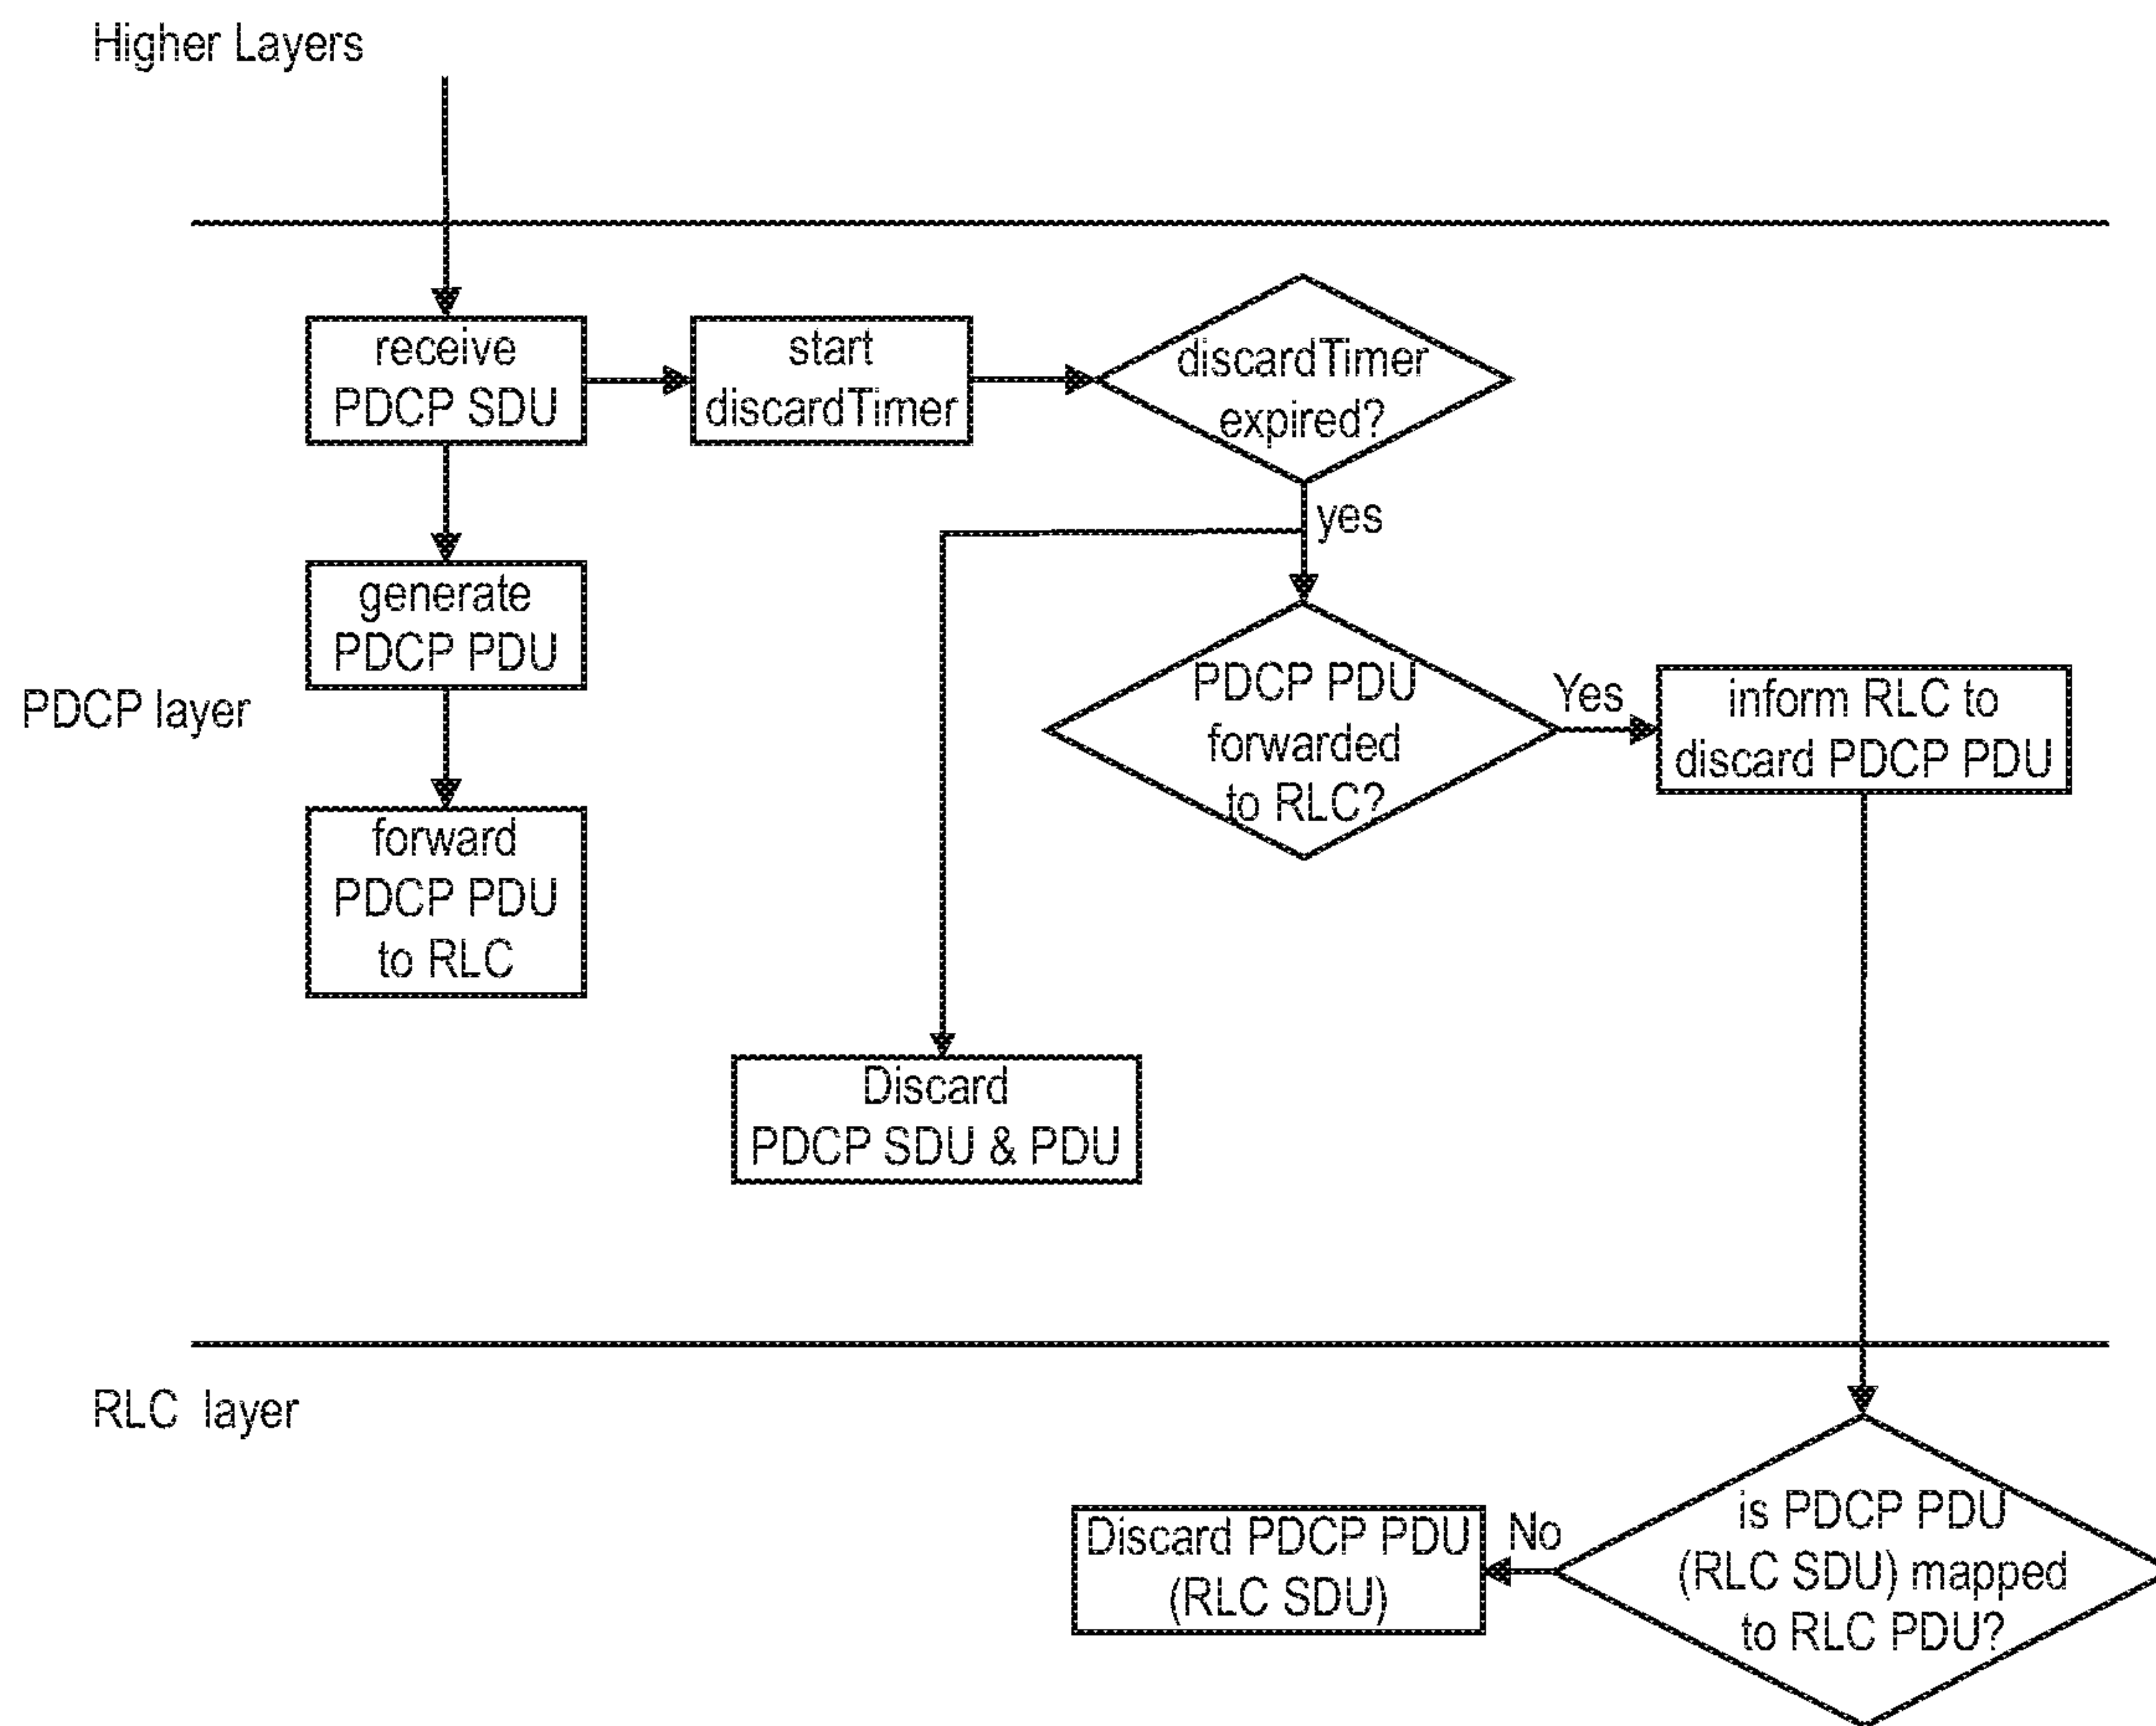 Higher Layers
receive
PDCP SDU
start
discardTimer
discardTimer
expired?
yes
generate
PDCP PDU
PDCP layer
PDCP PDU
forwarded
to RLC?
Yes
inform RLC to
discard PDCP PDU
forward
PDCP PDU
to RLC
Discard
PDCP SDU & PDU
RLC layer
is PDCP PDU
(RLC SDU) mapped
to RLC PDU?
No
Discard PDCP PDU
(RLC SDU)